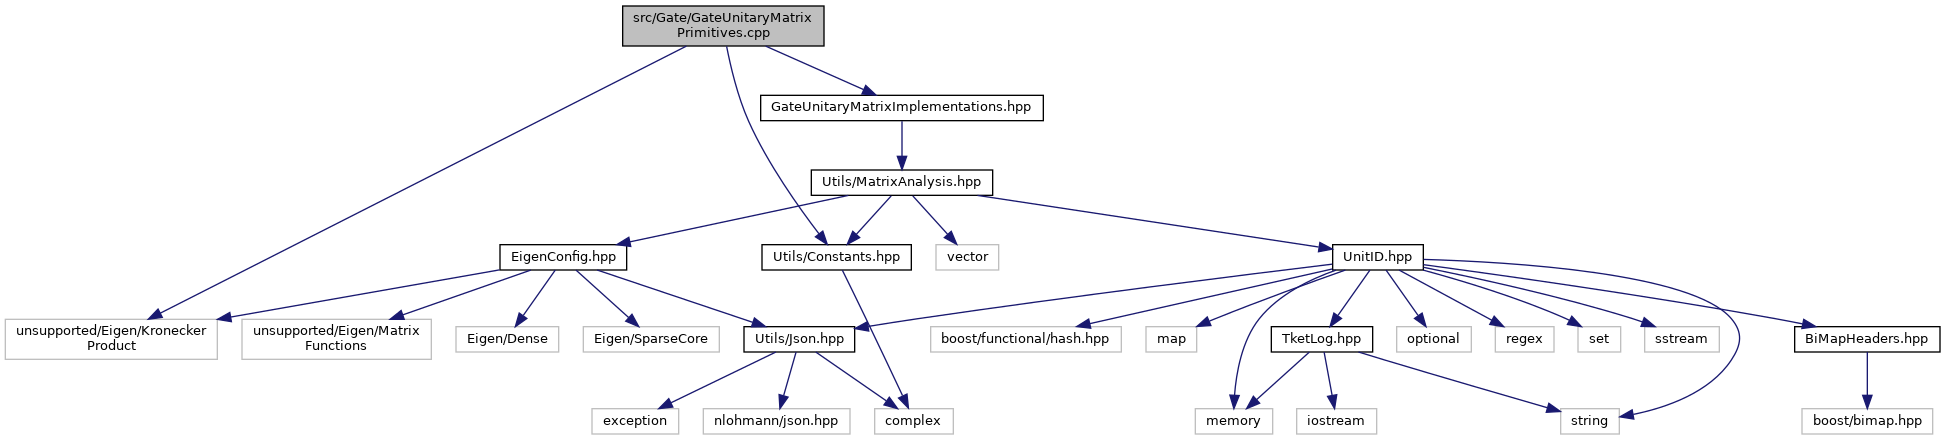 src/Gate/GateUnitaryMatrix
Primitives.cpp
GateUnitaryMatrixImplementations.hpp
Utils/MatrixAnalysis.hpp
EigenConfig.hpp
Utils/Constants.hpp
vector
UnitID.hpp
unsupported/Eigen/Kronecker
Product
unsupported/Eigen/Matrix
Functions
Eigen/Dense
Eigen/SparseCore
Utils/Json.hpp
boost/functional/hash.hpp
map
TketLog.hpp
optional
regex
set
sstream
BiMapHeaders.hpp
exception
nlohmann/json.hpp
complex
memory
iostream
string
boost/bimap.hpp